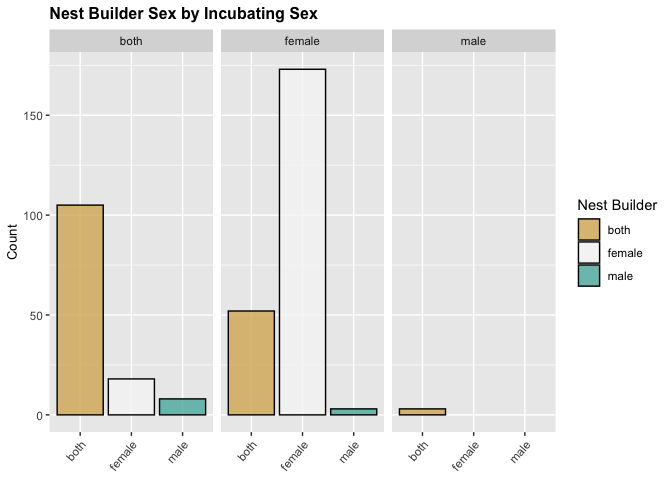 Nest Builder Sex by Incubating Sex
both female male
150
100
50
0
Count
both female male both female male both female male
Nest Builder
both
female
male